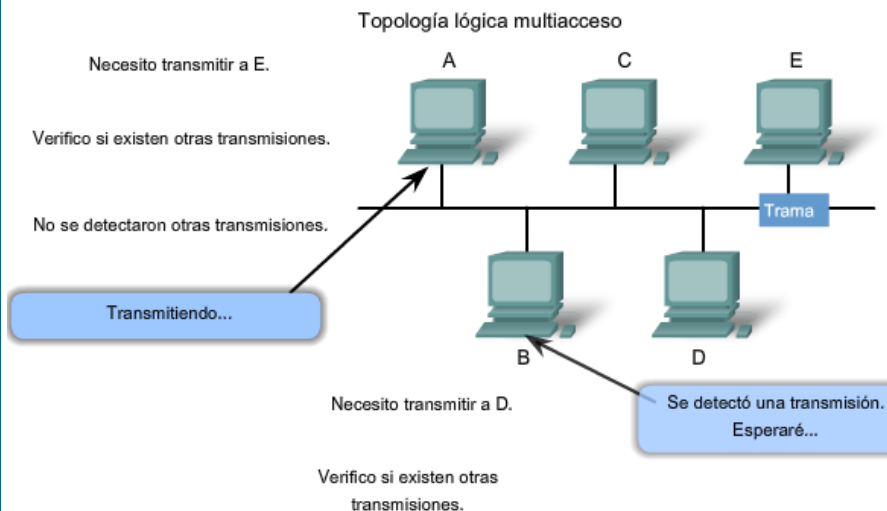 Topología lógica multiacceso
Necesito transmitir a E.
A
C
E
Verifico si existen otras transmisiones.
No se detectaron otras transmisiones.
Trama
Transmitiendo...
B
D
Necesito transmitir a D.
Se detectó una transmisión.
Esperaré...
Verifico si existen otras
transmisiones.